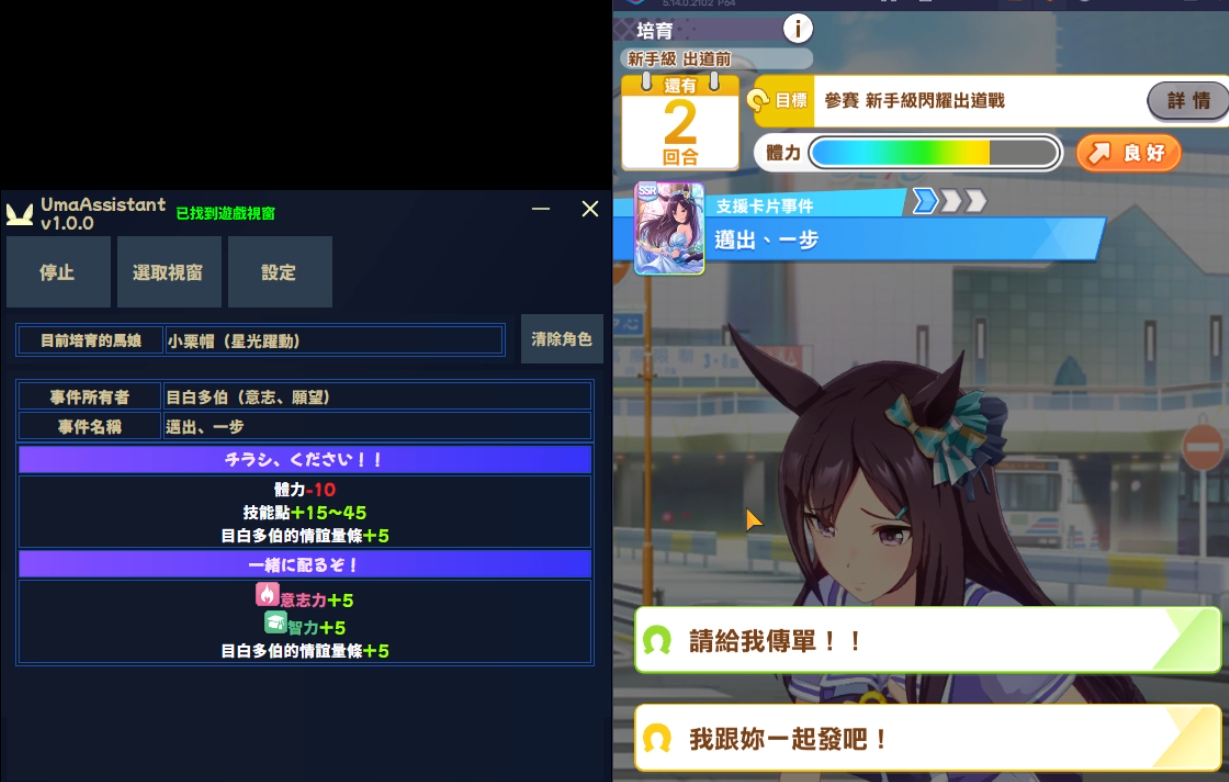 UmaAssistant
v1.0.0
已找到遊戲視窗
停止
選取視窗
設定
目前培育的馬娘
小栗帽（星光躍動）
清除角色
事件所有者
目白多伯（意志、願望）
事件名稱
邁出、一步
チラシ、ください！！
體力-10
技能點+15~45
目白多伯的情誼量條+5
一緒に配るぞ！
意志力+5
智力+5
目白多伯的情誼量條+5
5.14.0.2102 P64
培育
i
新手級 出道前
還有
2
回合
目標
參賽 新手級閃耀出道戰
詳情
體力
良好
SSR
支援卡片事件
邁出、一步
請給我傳單！！
我跟妳一起發吧！